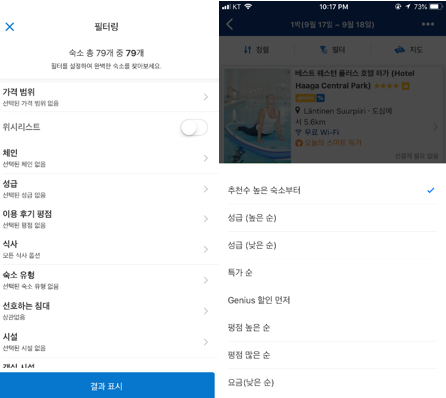 필터링
숙소 총 79개 중 79개
필터를 설정하여 완벽한 숙소를 찾아보세요.
가격 범위
선택된 가격 범위 없음
위시리스트
체인
선택된 체인 없음
성급
선택된 성급 없음
이용 후기 평점
선택된 평점 없음
식사
모든 식사 옵션
숙소 유형
선택된 숙소 유형 없음
선호하는 침대
상관없음
시설
선택된 시설 없음
객실 시설
결과 표시
KT
10:17 PM
73%
1박(9월 17일 ~ 9월 18일)
정렬
필터
지도
베스트 웨스턴 플러스 호텔 하가 (Hotel
Haaga Central Park)
Läntinen Suurpiiri · 도심에
서 5.6km
무료 Wi-Fi
오늘의 스마트 특가
추천수 높은 숙소부터
성급 (높은 순)
성급 (낮은 순)
특가 순
Genius 할인 먼저
평점 높은 순
평점 많은 순
요금(낮은 순)